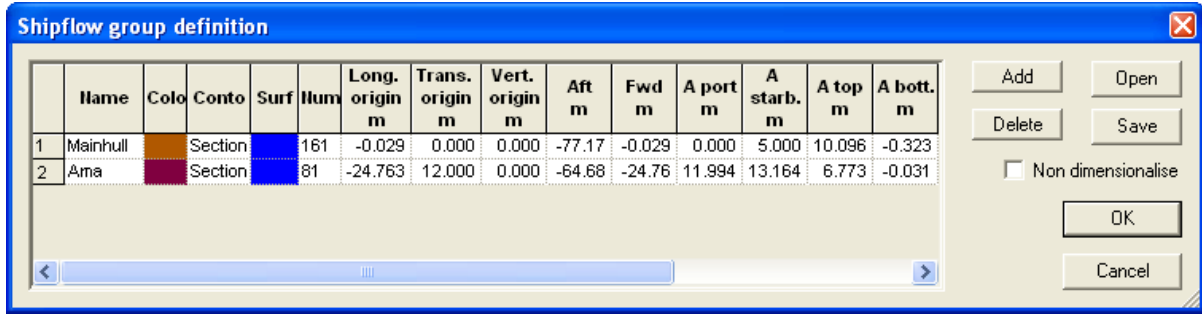 Shipflow group definition
Name Colo Conto Surf Num Long. origin m Trans. origin m Vert. origin m Aft m Fwd m A port m A starb. m A top m A bott. m
1 Mainhull Section 161 -0.029 0.000 0.000 -77.17 -0.029 0.000 5.000 10.096 -0.323
2 Ama Section 81 -24.763 12.000 0.000 -64.68 -24.76 11.994 13.164 6.773 -0.031
Add Open
Delete Save
Non dimensionalise
OK
Cancel